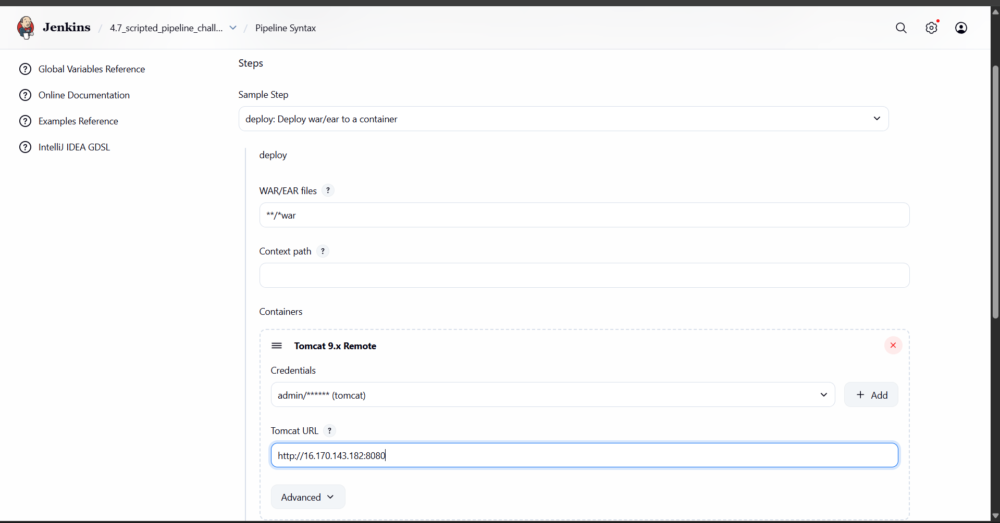 Jenkins / 4.7_scripted_pipeline_chall... / Pipeline Syntax
Global Variables Reference
Online Documentation
Examples Reference
IntelliJ IDEA GDSL
Steps
Sample Step
deploy: Deploy war/ear to a container
deploy
WAR/EAR files ?
**/*war
Context path ?
Containers
Tomcat 9.x Remote
Credentials
admin/****** (tomcat)
+ Add
Tomcat URL ?
http://16.170.143.182:8080
Advanced